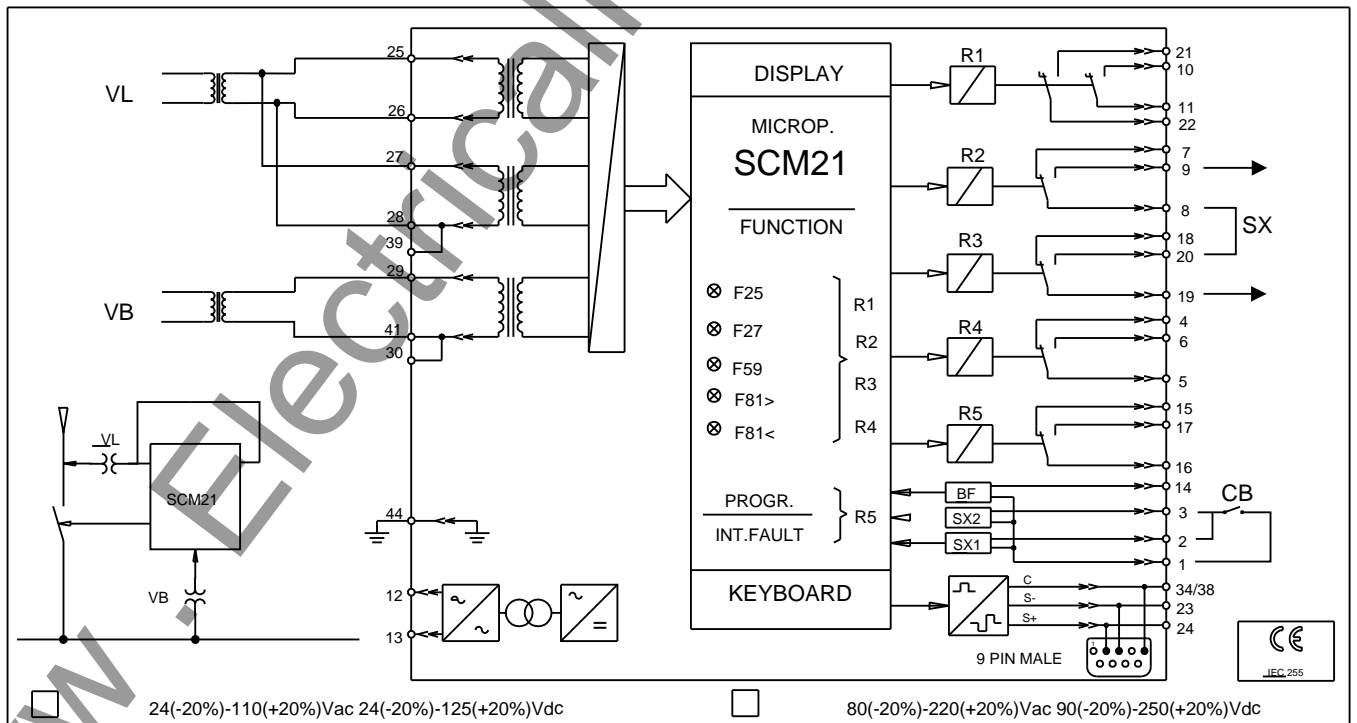 www. Electricall
VL
VB
25
26
27
28
39
29
41
30
44
12
13
VL
SCM21
VB
DISPLAY
MICROP.
SCM21
FUNCTION
F25
F27
F59
F81>
F81<
R1
R2
R3
R4
PROGR.
INT.FAULT
R5
KEYBOARD
R1
R2
R3
R4
R5
BF
SX2
SX1
21
10
11
22
7
9
8
SX
18
20
19
4
6
5
15
17
16
14
3
CB
2
1
C
34/38
S-
23
S+
24
1
9 PIN MALE
CE
IEC 255
24(-20%)-110(+20%)Vac 24(-20%)-125(+20%)Vdc
80(-20%)-220(+20%)Vac 90(-20%)-250(+20%)Vdc